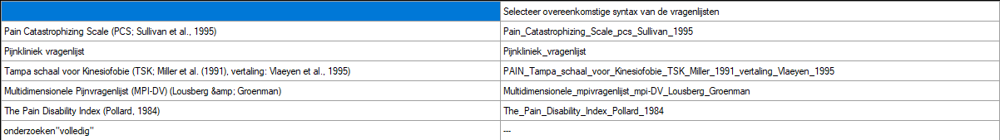 Selecteer overeenkomstige syntax van de vragenlijsten
Pain Catastrophizing Scale (PCS; Sullivan et al., 1995) Pain_Catastrophizing_Scale_pcs_Sullivan_1995
Pijnkliniek vragenlijst Pijnkliniek_vragenlijst
Tampa schaal voor Kinesiofobie (TSK; Miller et al. (1991), vertaling: Vlaeyen et al., 1995) PAIN_Tampa_schaal_voor_Kinesiofobie_TSK_Miller_1991_vertaling_Vlaeyen_1995
Multidimensionele Pijnvragenlijst (MPI-DV) (Lousberg &amp; Groenman) Multidimensionele_mpivragenlijst_mpi-DV_Lousberg_Groenman
The Pain Disability Index (Pollard, 1984) The_Pain_Disability_Index_Pollard_1984
onderzoeken"volledig" ---